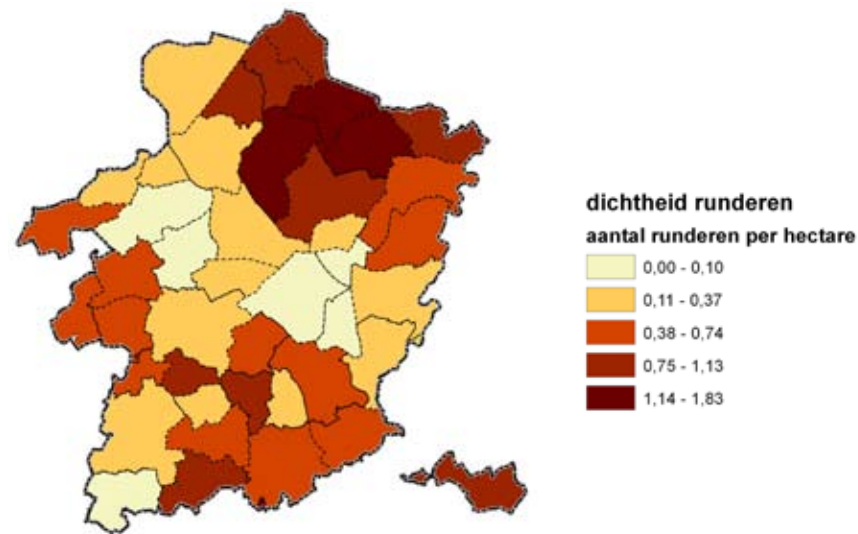 dichtheid runderen
aantal runderen per hectare
0,00 - 0,10
0,11 - 0,37
0,38 - 0,74
0,75 - 1,13
1,14 - 1,83